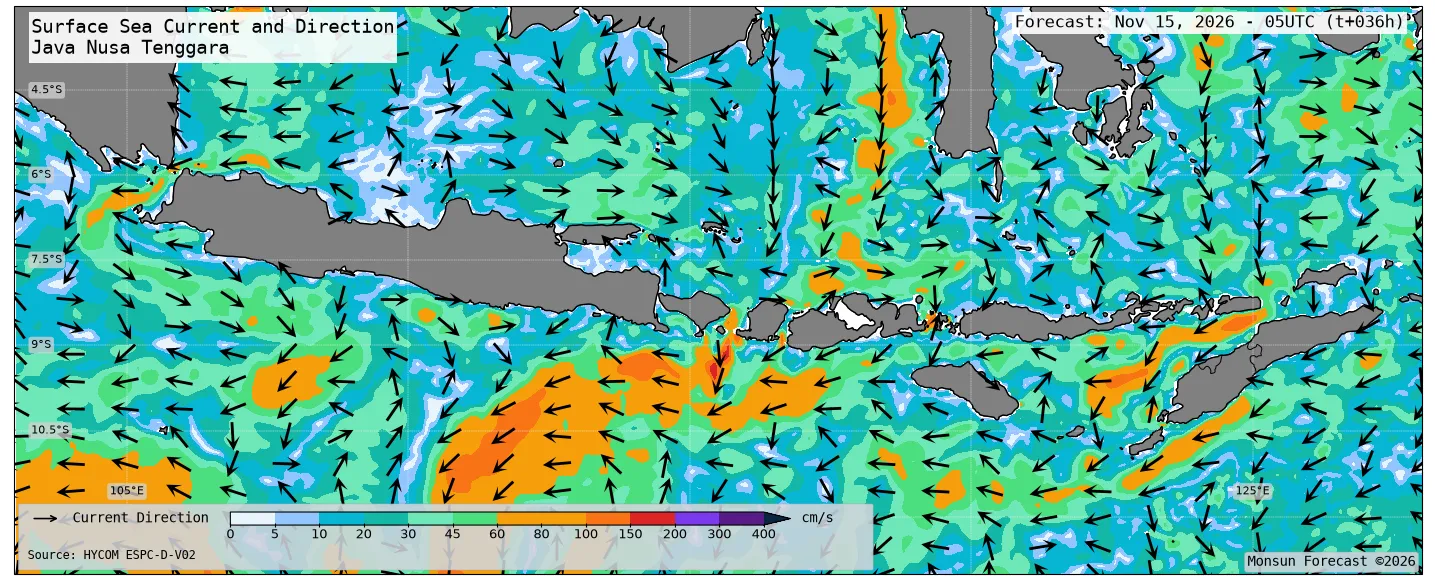 Surface Sea Current and Direction
Java Nusa Tenggara
Forecast: Nov 15, 2026 - 05UTC (t+036h)
4.5°S
6°S
7.5°S
9°S
10.5°S
105°E
125°E
Current Direction
0 5 10 20 30 45 60 80 100 150 200 300 400
cm/s
Source: HYCOM ESPC-D-V02
Monsun Forecast ©2026